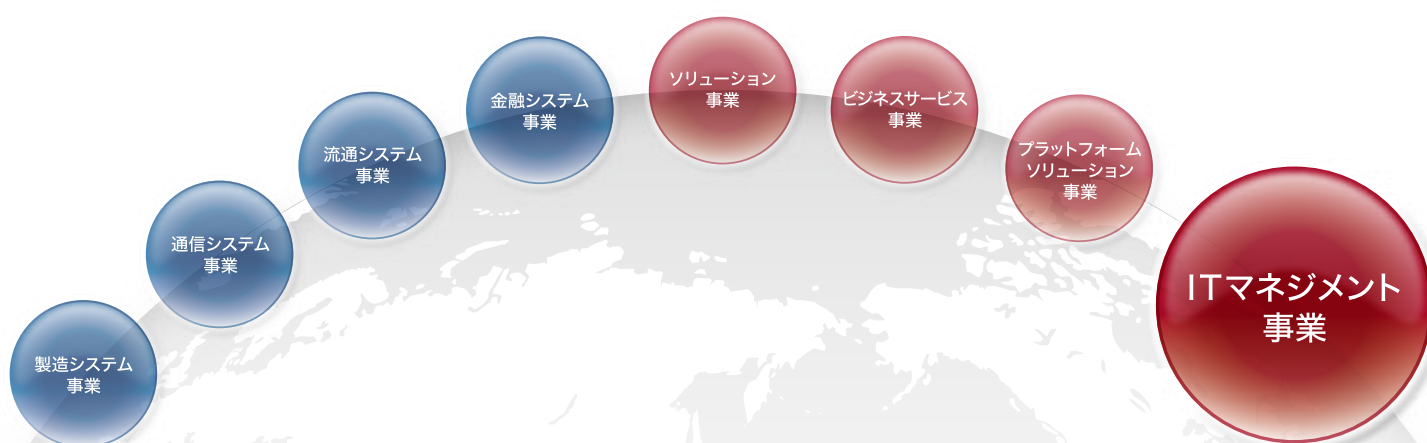 製造システム
事業
通信システム
事業
流通システム
事業
金融システム
事業
ソリューション
事業
ビジネスサービス
事業
プラットフォーム
ソリューション
事業
ITマネジメント
事業